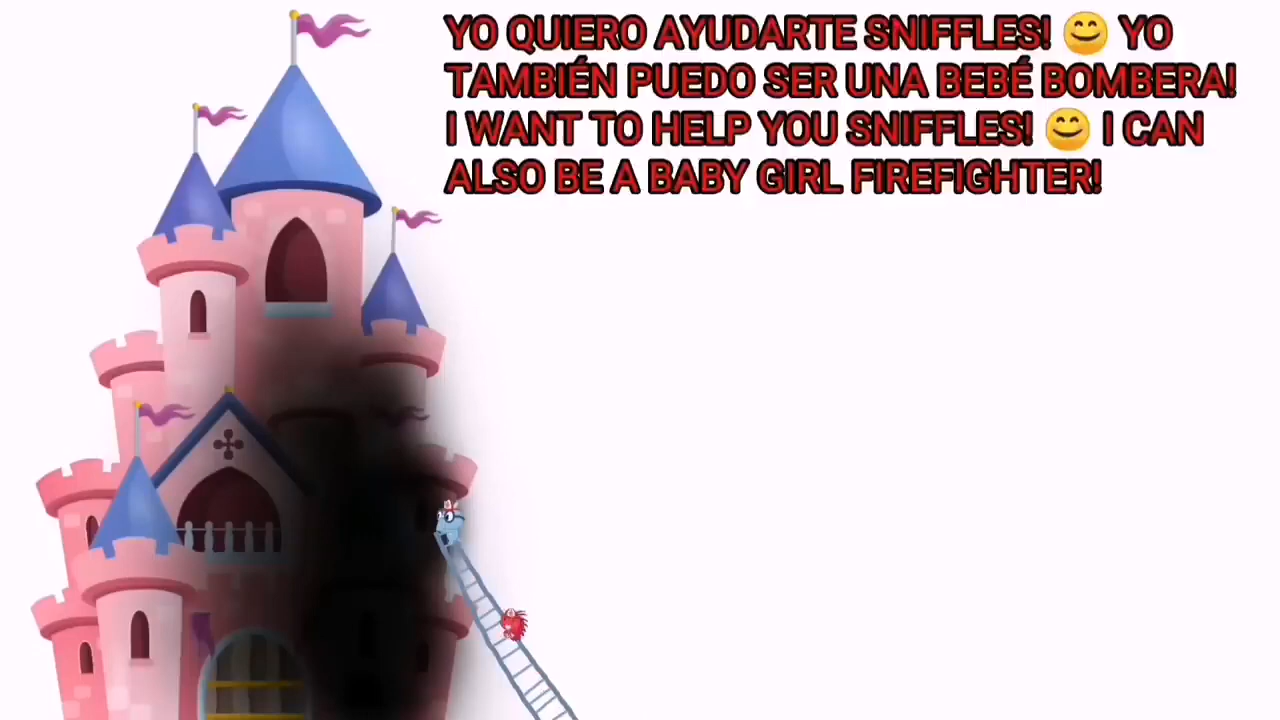 YO QUIERO AYUDARTE SNIFFLES! 😊 YO
TAMBIÉN PUEDO SER UNA BEBÉ BOMBERA!
I WANT TO HELP YOU SNIFFLES! 😊 I CAN
ALSO BE A BABY GIRL FIREFIGHTER!